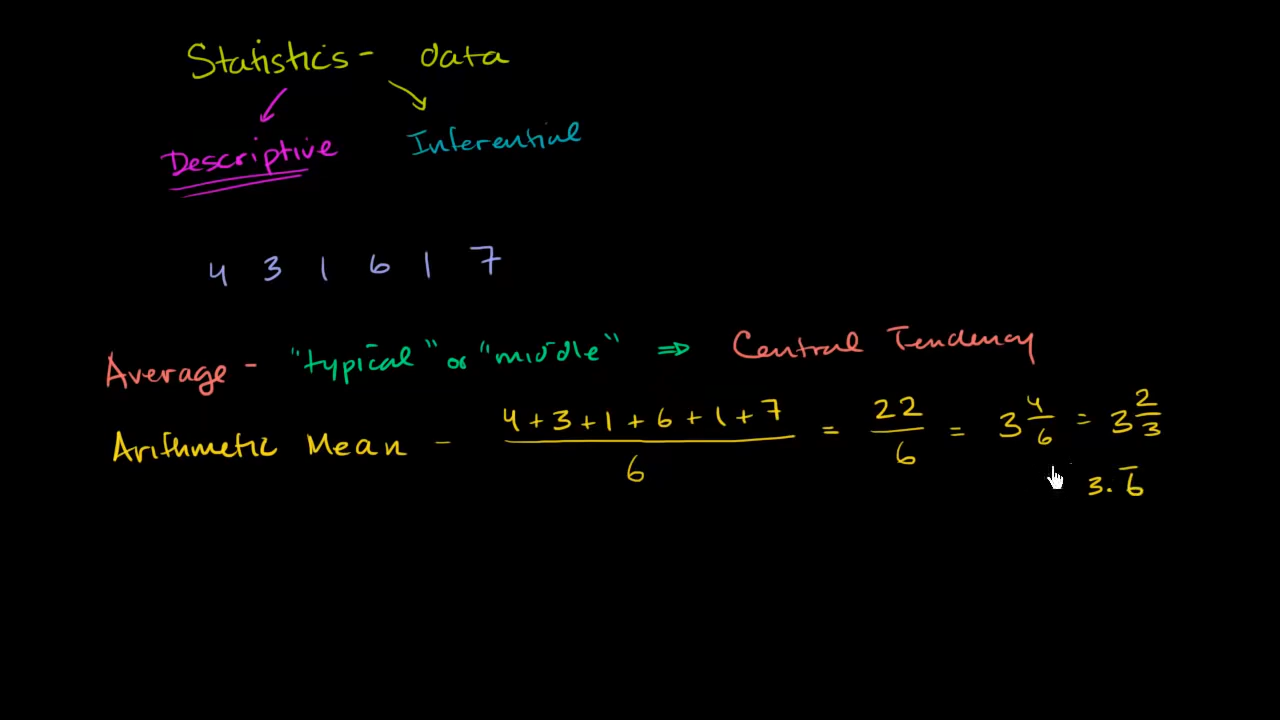 Statistics - data
Descriptive Inferential
4 3 1 6 1 7
Average - "typical" or "middle" ⇒ Central Tendency
Arithmetic Mean - (4+3+1+6+1+7)/6 = 22/6 = 3 4/6 = 3 2/3
3.6̅